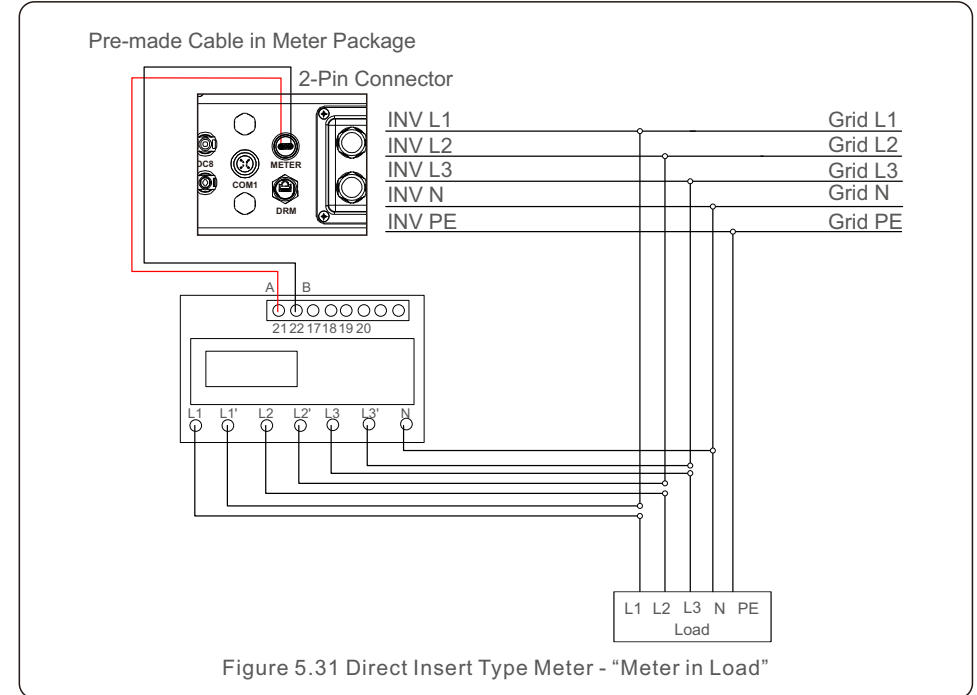 Pre-made Cable in Meter Package
2-Pin Connector
INV L1 Grid L1
INV L2 Grid L2
INV L3 Grid L3
INV N Grid N
INV PE Grid PE
DC8
COM1
METER
DRM
A B
21 22 17 18 19 20
L1 L1' L2 L2' L3 L3' N
L1 L2 L3 N PE
Load
Figure 5.31 Direct Insert Type Meter - “Meter in Load”